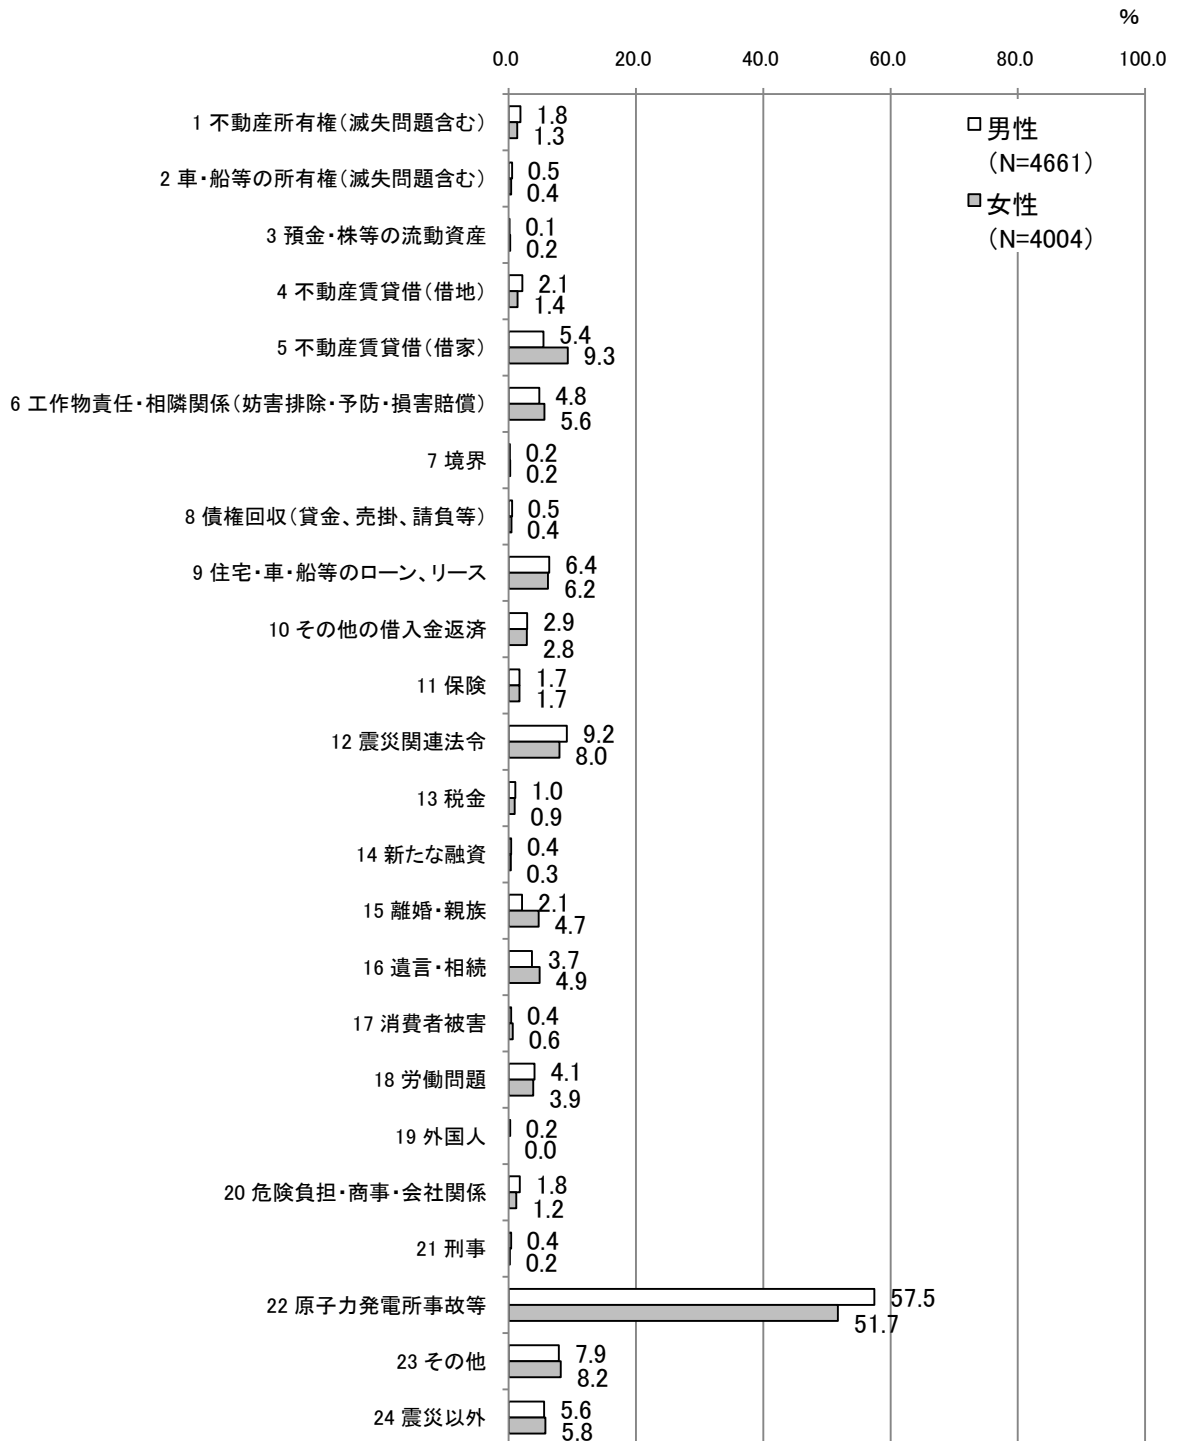 %
0.0 20.0 40.0 60.0 80.0 100.0
男性
(N=4661)
女性
(N=4004)
1 不動産所有権(滅失問題含む) 1.8
1.3
2 車・船等の所有権(滅失問題含む) 0.5
0.4
3 預金・株等の流動資産 0.1
0.2
4 不動産賃貸借(借地) 2.1
1.4
5 不動産賃貸借(借家) 5.4
9.3
6 工作物責任・相隣関係(妨害排除・予防・損害賠償) 4.8
5.6
7 境界 0.2
0.2
8 債権回収(貸金、売掛、請負等) 0.5
0.4
9 住宅・車・船等のローン、リース 6.4
6.2
10 その他の借入金返済 2.9
2.8
11 保険 1.7
1.7
12 震災関連法令 9.2
8.0
13 税金 1.0
0.9
14 新たな融資 0.4
0.3
15 離婚・親族 2.1
4.7
16 遺言・相続 3.7
4.9
17 消費者被害 0.4
0.6
18 労働問題 4.1
3.9
19 外国人 0.2
0.0
20 危険負担・商事・会社関係 1.8
1.2
21 刑事 0.4
0.2
22 原子力発電所事故等 57.5
51.7
23 その他 7.9
8.2
24 震災以外 5.6
5.8